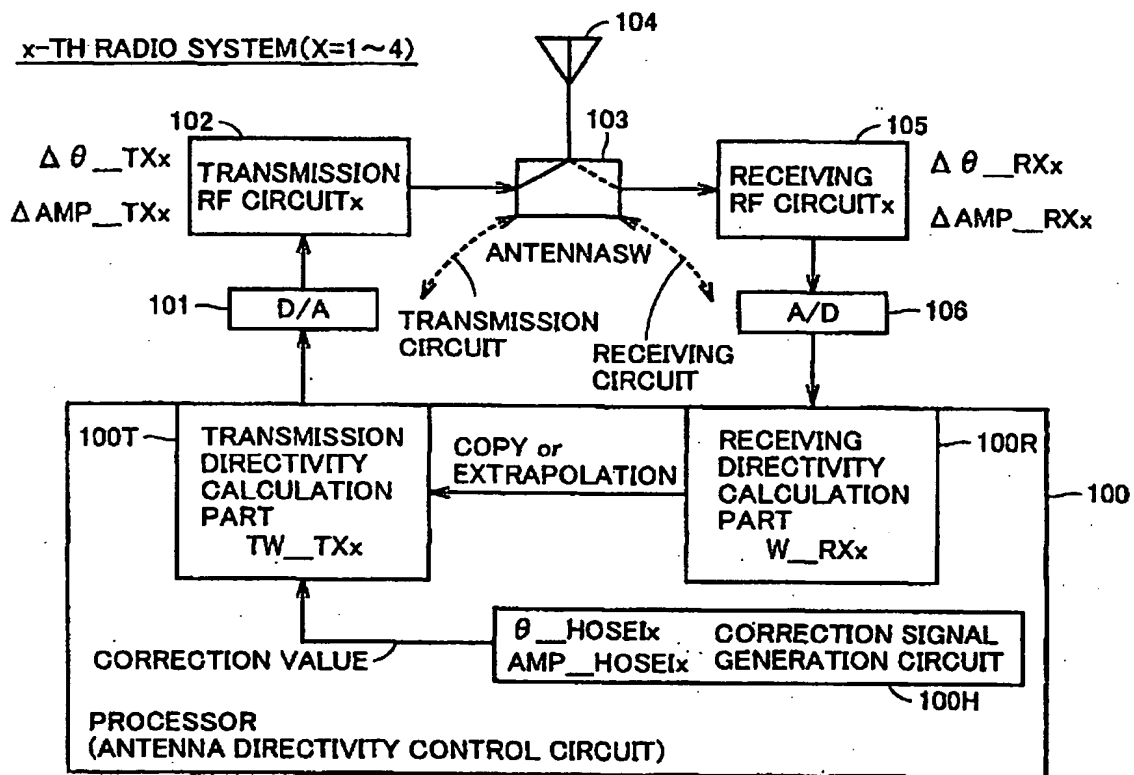 x-TH RADIO SYSTEM(X=1~4)
104
102
103
105
Δθ__TXx
ΔAMP__TXx
TRANSMISSION
RF CIRCUITx
RECEIVING
RF CIRCUITx
Δθ__RXx
ΔAMP__RXx
ANTENNASW
101
D/A
TRANSMISSION
CIRCUIT
RECEIVING
CIRCUIT
A/D
106
100T
TRANSMISSION
DIRECTIVITY
CALCULATION
PART
TW__TXx
COPY or
EXTRAPOLATION
RECEIVING
DIRECTIVITY
CALCULATION
PART
W__RXx
100R
100
CORRECTION VALUE
θ__HOSEIx
AMP__HOSEIx
CORRECTION SIGNAL
GENERATION CIRCUIT
100H
PROCESSOR
(ANTENNA DIRECTIVITY CONTROL CIRCUIT)